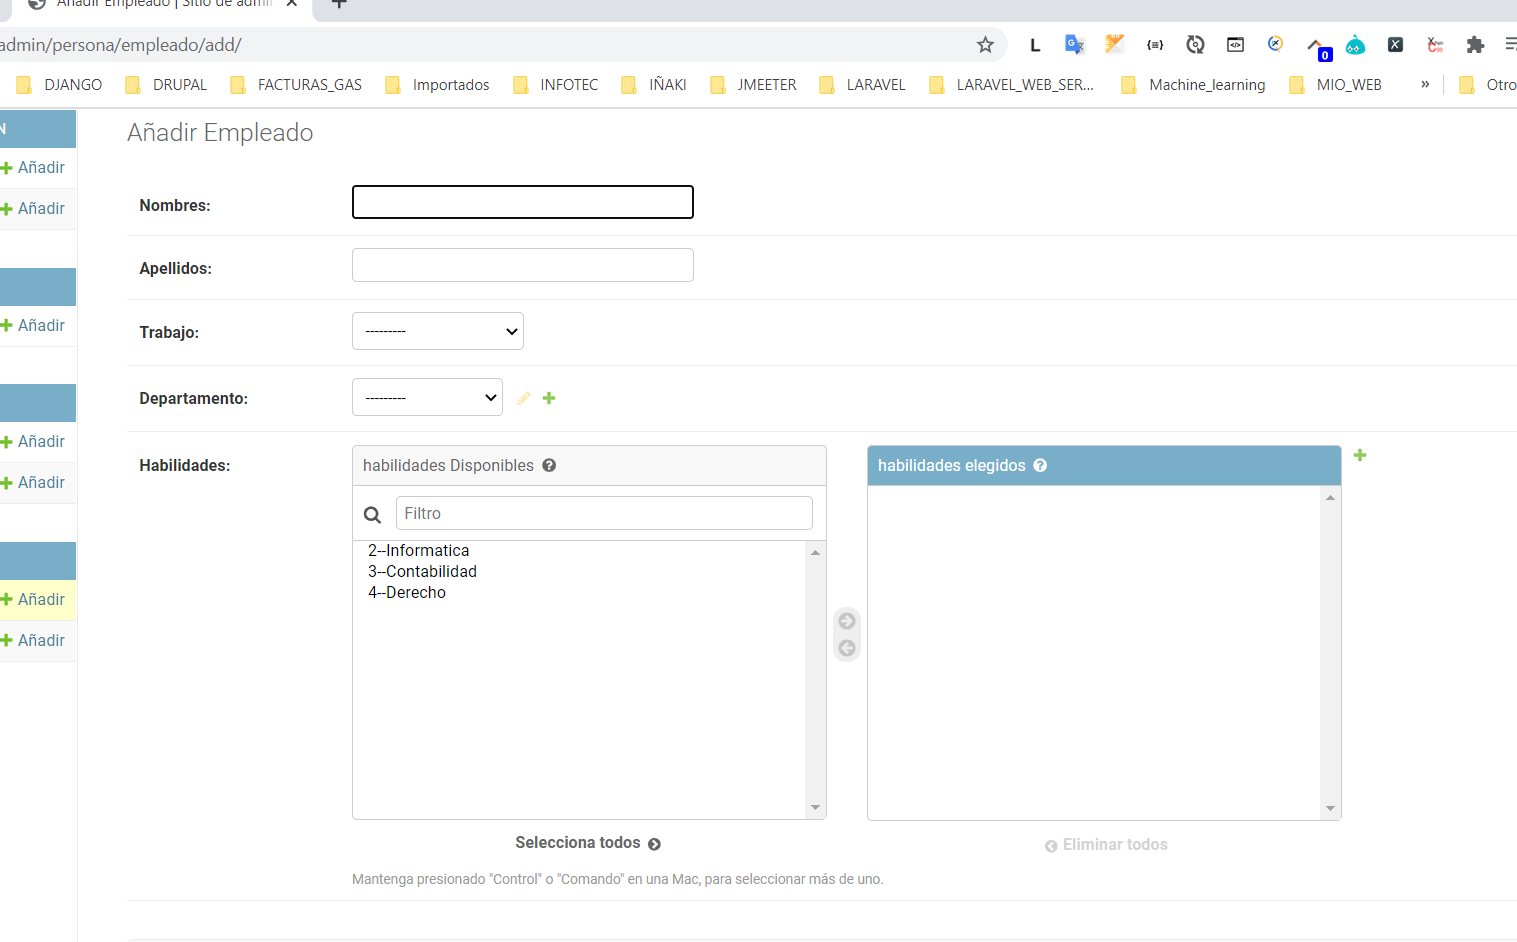 Añadir Empleado | Sitio de admin
admin/persona/empleado/add/
L
{≡}
0
DJANGO DRUPAL FACTURAS_GAS Importados INFOTEC IÑAKI JMEETER LARAVEL LARAVEL_WEB_SER... Machine_learning MIO_WEB » Otro
N
Añadir
Añadir
Añadir
Añadir
Añadir
Añadir
Añadir
Añadir Empleado
Nombres:
Apellidos:
Trabajo: ---------
Departamento: ---------
Habilidades:
habilidades Disponibles
Filtro
2--Informatica
3--Contabilidad
4--Derecho
Selecciona todos
habilidades elegidos
Eliminar todos
Mantenga presionado "Control" o "Comando" en una Mac, para seleccionar más de uno.